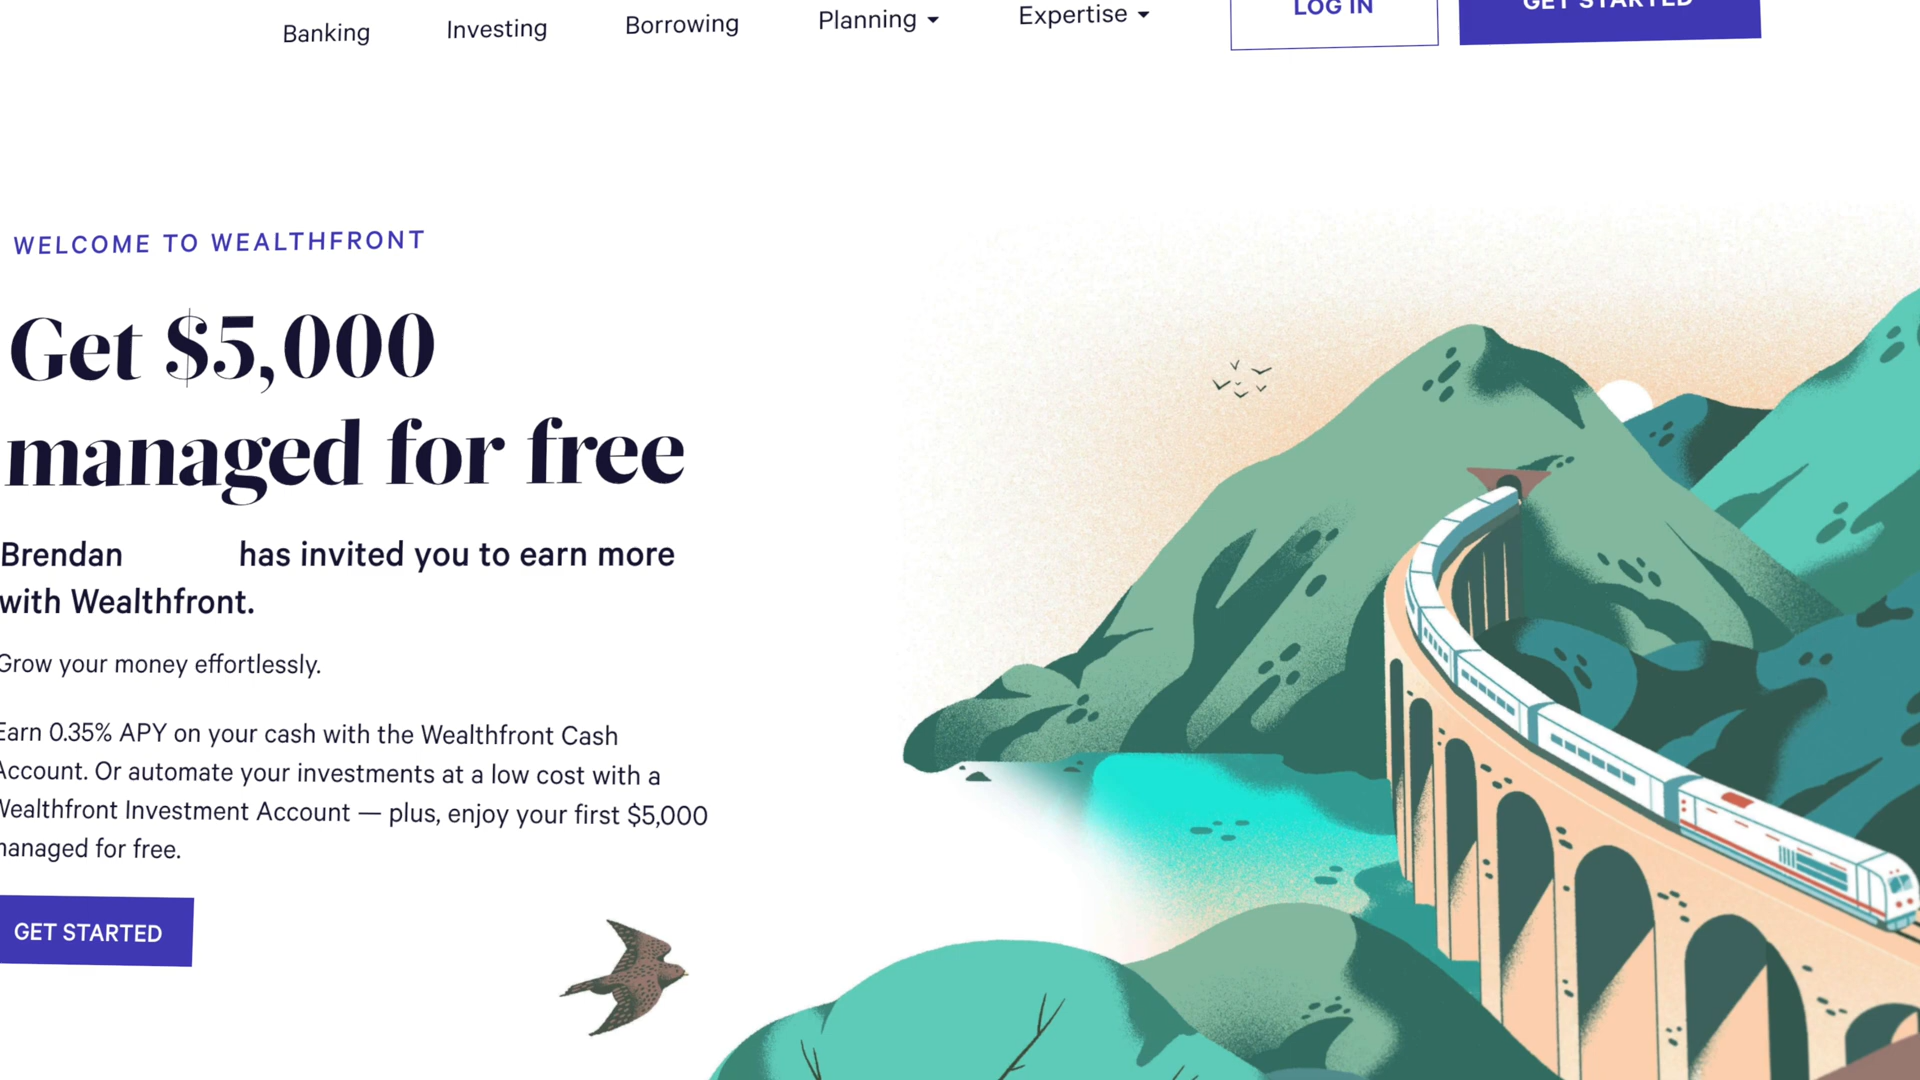 Banking Investing Borrowing Planning Expertise LOG IN GET STARTED
WELCOME TO WEALTHFRONT
Get $5,000
managed for free
Brendan has invited you to earn more
with Wealthfront.
Grow your money effortlessly.
Earn 0.35% APY on your cash with the Wealthfront Cash
Account. Or automate your investments at a low cost with a
Wealthfront Investment Account — plus, enjoy your first $5,000
managed for free.
GET STARTED